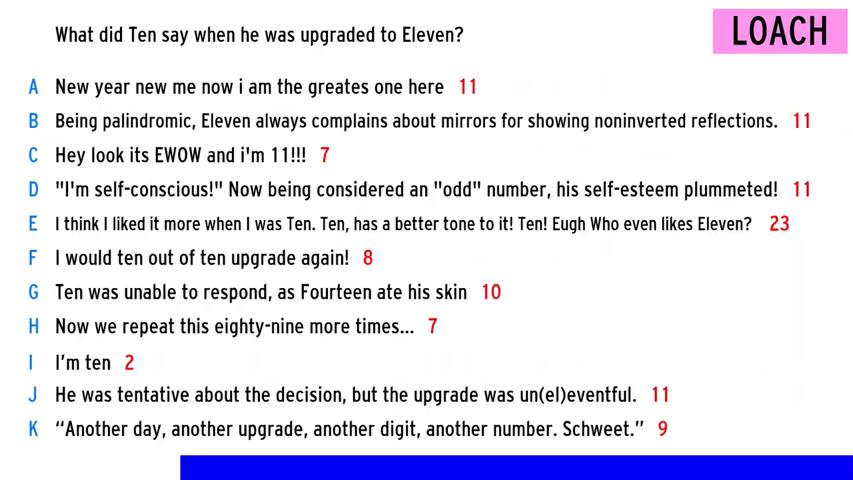 What did Ten say when he was upgraded to Eleven?
LOACH
A New year new me now i am the greates one here 11
B Being palindromic, Eleven always complains about mirrors for showing noninverted reflections. 11
C Hey look its EWOW and i'm 11!!! 7
D "I'm self-conscious!" Now being considered an "odd" number, his self-esteem plummeted! 11
E I think I liked it more when I was Ten. Ten, has a better tone to it! Ten! Eugh Who even likes Eleven? 23
F I would ten out of ten upgrade again! 8
G Ten was unable to respond, as Fourteen ate his skin 10
H Now we repeat this eighty-nine more times... 7
I I’m ten 2
J He was tentative about the decision, but the upgrade was un(el)eventful. 11
K “Another day, another upgrade, another digit, another number. Schweet.” 9